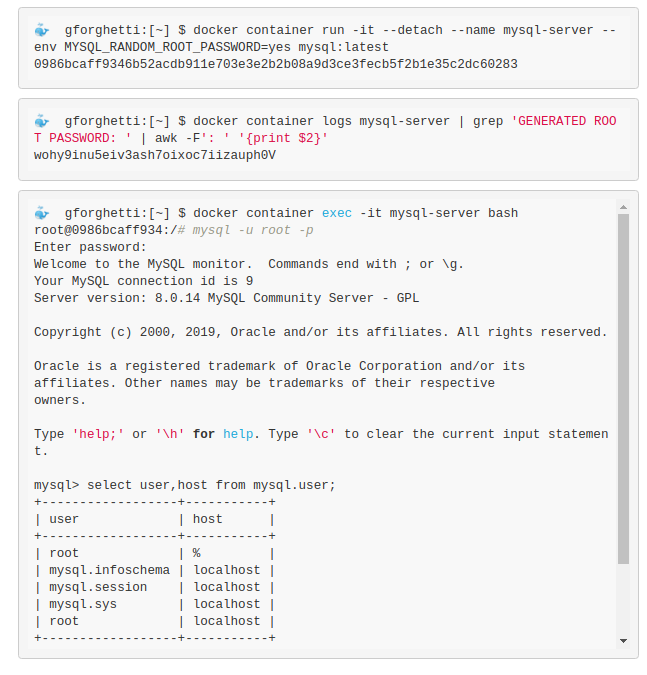 gforghetti:[~] $ docker container run -it --detach --name mysql-server --
env MYSQL_RANDOM_ROOT_PASSWORD=yes mysql:latest
0986bcaff9346b52acdb911e703e3e2b2b08a9d3ce3fecb5f2b1e35c2dc60283
gforghetti:[~] $ docker container logs mysql-server | grep 'GENERATED ROO
T PASSWORD: ' | awk -F': ' '{print $2}'
wohy9inu5eiv3ash7oixoc7iizauph0V
gforghetti:[~] $ docker container exec -it mysql-server bash
root@0986bcaff934:/# mysql -u root -p
Enter password:
Welcome to the MySQL monitor.  Commands end with ; or \g.
Your MySQL connection id is 9
Server version: 8.0.14 MySQL Community Server - GPL
Copyright (c) 2000, 2019, Oracle and/or its affiliates. All rights reserved.
Oracle is a registered trademark of Oracle Corporation and/or its
affiliates. Other names may be trademarks of their respective
owners.
Type 'help;' or '\h' for help. Type '\c' to clear the current input statemen
t.
mysql> select user,host from mysql.user;
+------------------+-----------+
| user             | host      |
+------------------+-----------+
| root             | %         |
| mysql.infoschema | localhost |
| mysql.session    | localhost |
| mysql.sys        | localhost |
| root             | localhost |
+------------------+-----------+